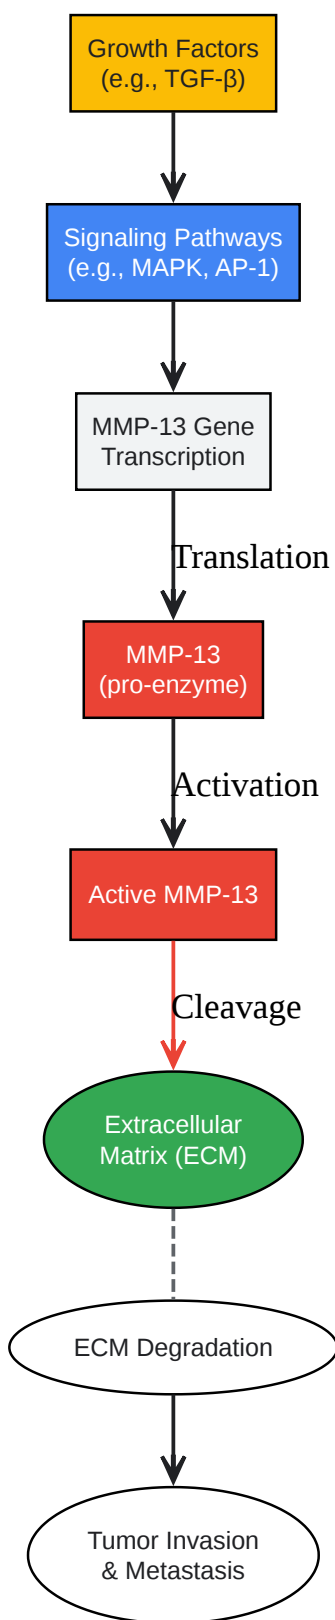 Growth Factors
(e.g., TGF-β)
Signaling Pathways
(e.g., MAPK, AP-1)
MMP-13 Gene
Transcription
Translation
MMP-13
(pro-enzyme)
Activation
Active MMP-13
Cleavage
Extracellular
Matrix (ECM)
ECM Degradation
Tumor Invasion
& Metastasis